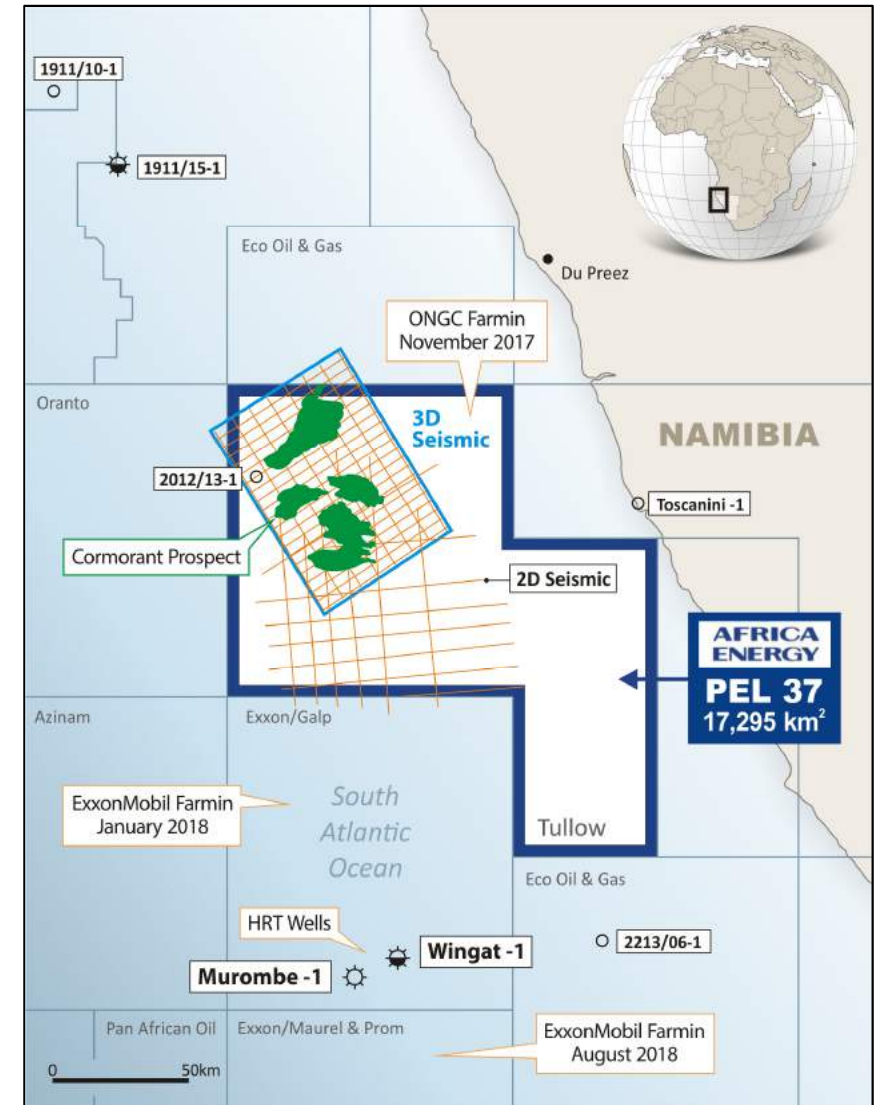 1911/10-1
1911/15-1
Eco Oil & Gas
Du Preez
ONGC Farmin
November 2017
Oranto
3D
Seismic
NAMIBIA
2012/13-1
Toscanini -1
Cormorant Prospect
2D Seismic
AFRICA
ENERGY
PEL 37
17,295 km²
Azinam
Exxon/Galp
ExxonMobil Farmin
January 2018
South
Atlantic
Ocean
Tullow
Eco Oil & Gas
HRT Wells
Wingat -1
2213/06-1
Murombe -1
Pan African Oil
Exxon/Maurel & Prom
ExxonMobil Farmin
August 2018
0
50km